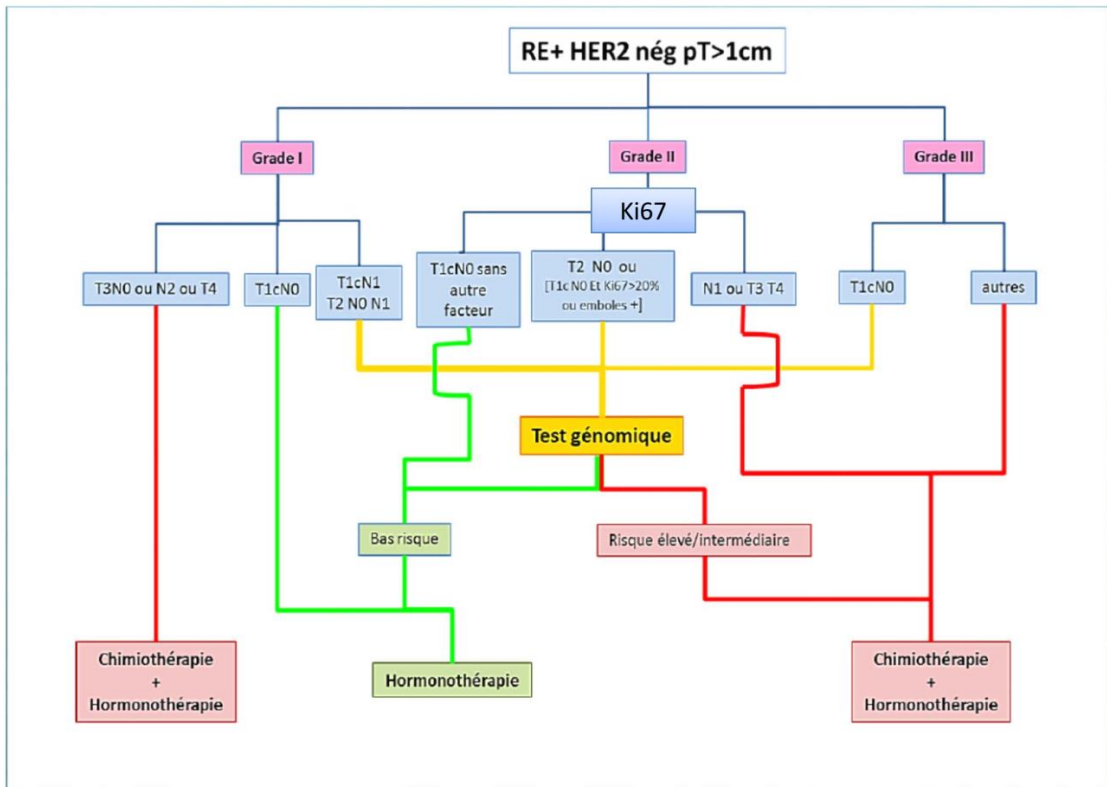 RE+ HER2 nég pT>1cm
Grade I
Grade II
Grade III
Ki67
T3N0 ou N2 ou T4
T1cN0
T1cN1
T2 N0 N1
T1cN0 sans
autre
facteur
T2 N0 ou
[T1cN0 Et Ki67>20%
ou emboles +]
N1 ou T3 T4
T1cN0
autres
Test génomique
Bas risque
Risque élevé/intermédiaire
Chimiothérapie
+
Hormonothérapie
Hormonothérapie
Chimiothérapie
+
Hormonothérapie